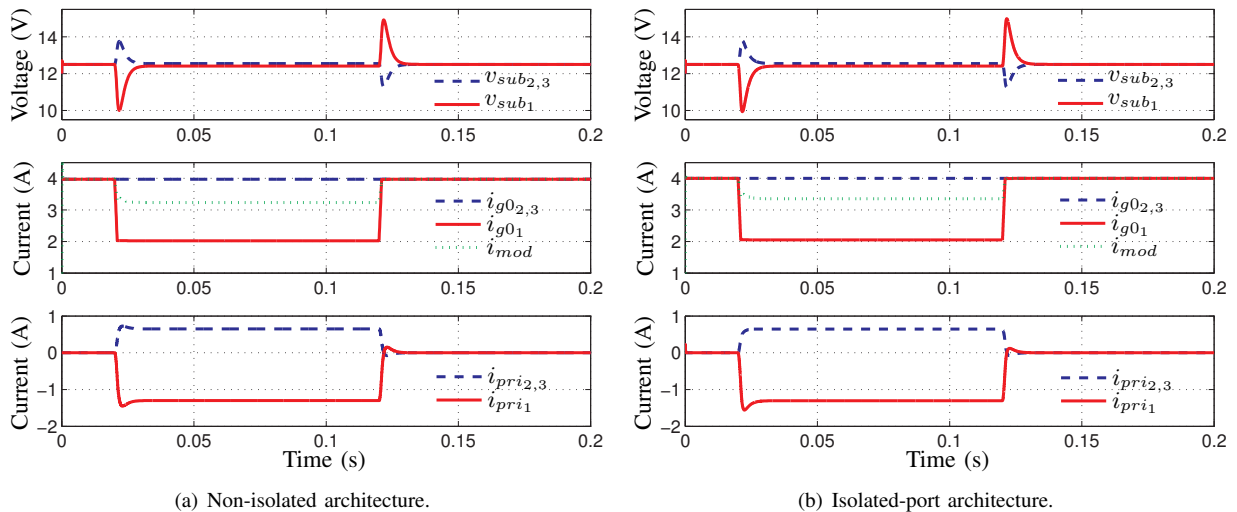 Voltage (V)
14
12
10
v_{sub_{2,3}}
v_{sub_1}
0 0.05 0.1 0.15 0.2
Current (A)
4
3
2
1
i_{g0_{2,3}}
i_{g0_1}
i_{mod}
0 0.05 0.1 0.15 0.2
Current (A)
1
0
−1
−2
i_{pri_{2,3}}
i_{pri_1}
0 0.05 0.1 0.15 0.2
Time (s)
(a) Non-isolated architecture.
Voltage (V)
14
12
10
v_{sub_{2,3}}
v_{sub_1}
0 0.05 0.1 0.15 0.2
Current (A)
4
3
2
1
i_{g0_{2,3}}
i_{g0_1}
i_{mod}
0 0.05 0.1 0.15 0.2
Current (A)
1
0
−1
−2
i_{pri_{2,3}}
i_{pri_1}
0 0.05 0.1 0.15 0.2
Time (s)
(b) Isolated-port architecture.